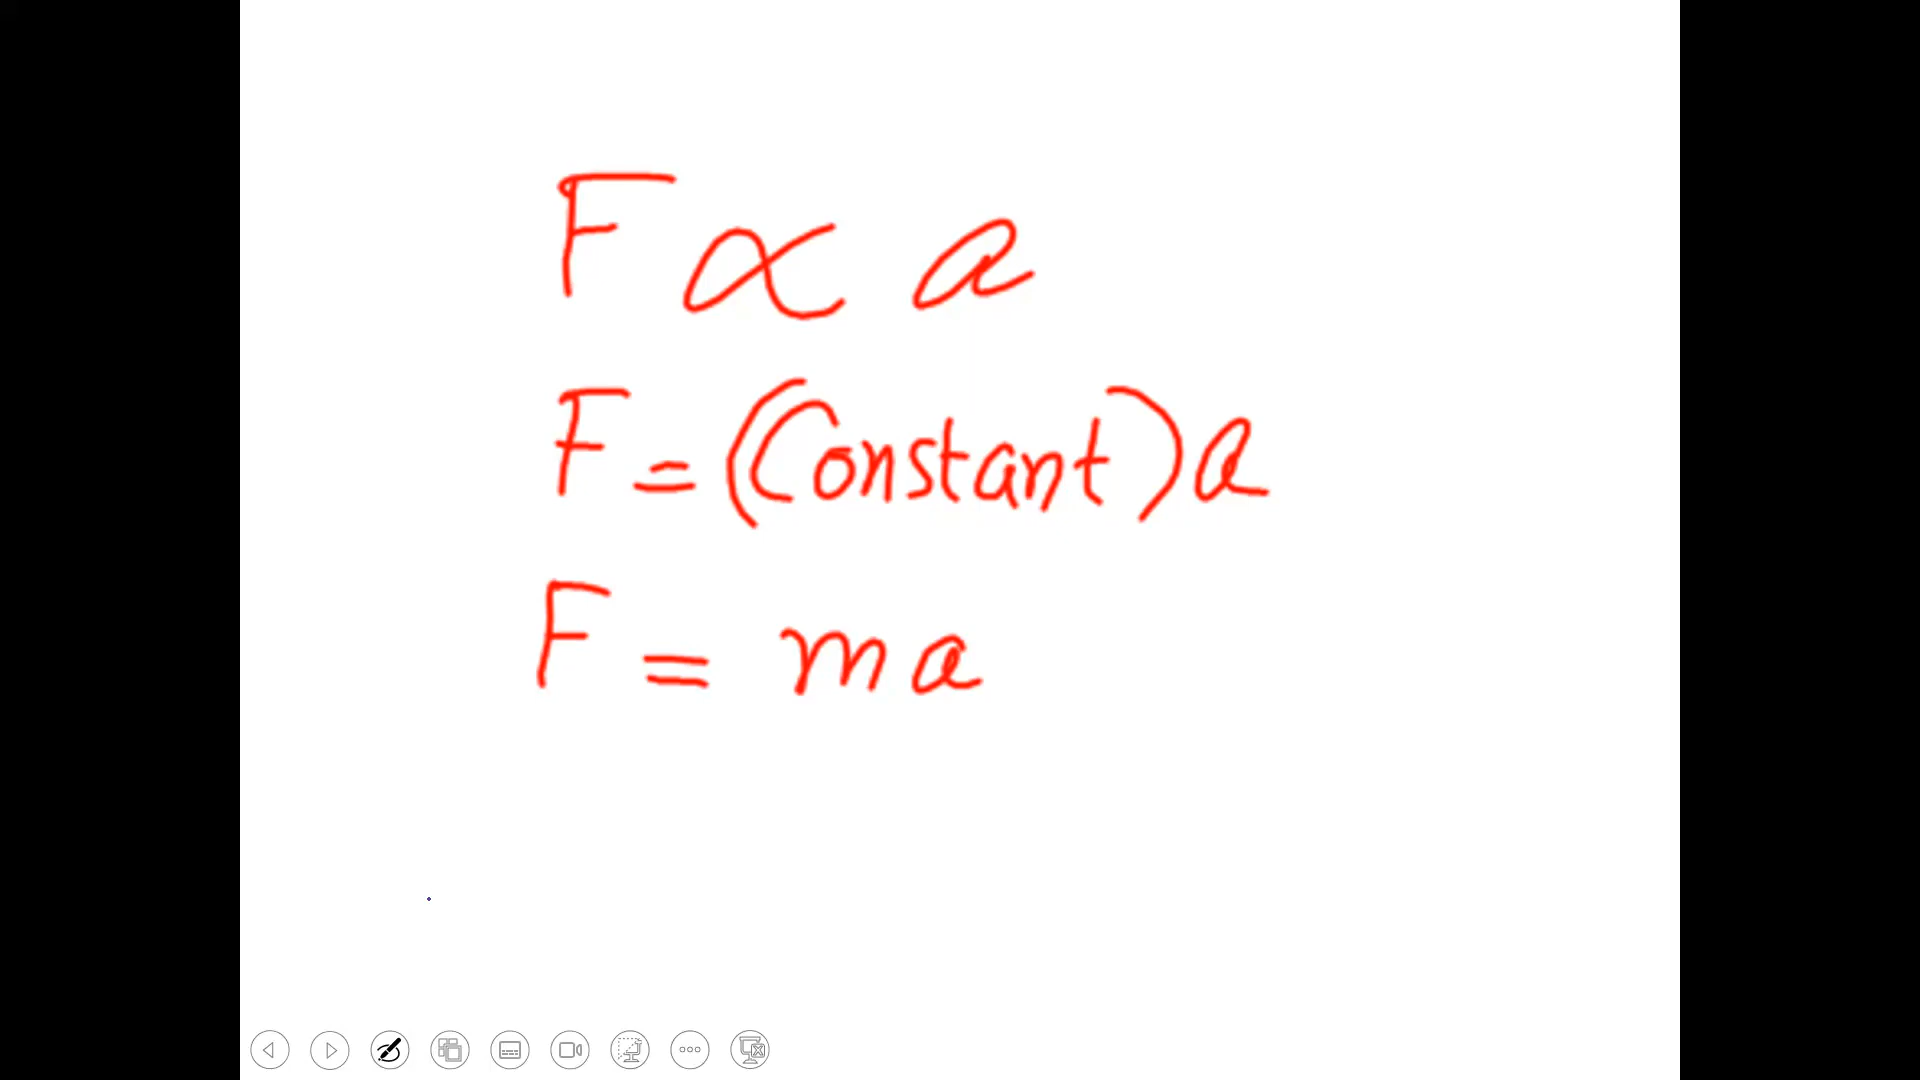 F ∝ a
F = (Constant) a
F = ma